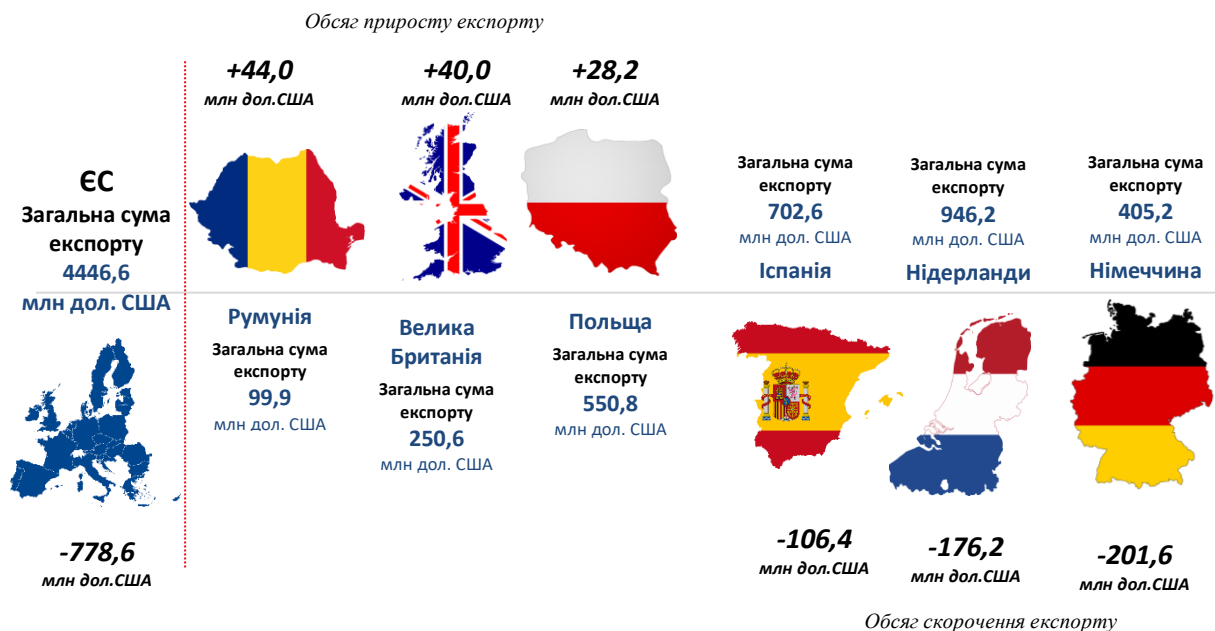 Обсяг приросту експорту
+44,0
млн дол.США
+40,0
млн дол.США
+28,2
млн дол.США
ЄС
Загальна сума
експорту
4446,6
млн дол. США
-778,6
млн дол.США
Румунія
Загальна сума
експорту
99,9
млн дол. США
Велика
Британія
Загальна сума
експорту
250,6
млн дол. США
Польща
Загальна сума
експорту
550,8
млн дол. США
Загальна сума
експорту
702,6
млн дол. США
Іспанія
Загальна сума
експорту
946,2
млн дол. США
Нідерланди
Загальна сума
експорту
405,2
млн дол. США
Німеччина
-106,4
млн дол.США
-176,2
млн дол.США
-201,6
млн дол.США
Обсяг скорочення експорту